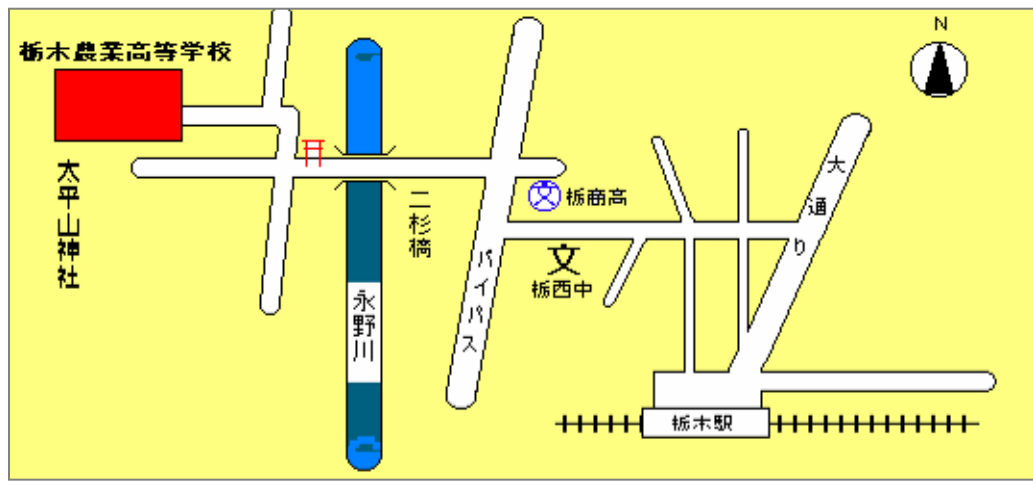 栃木農業高等学校
N
太平山神社
二杉橋
栃商高
大通り
文
栃西中
バイパス
永野川
栃木駅